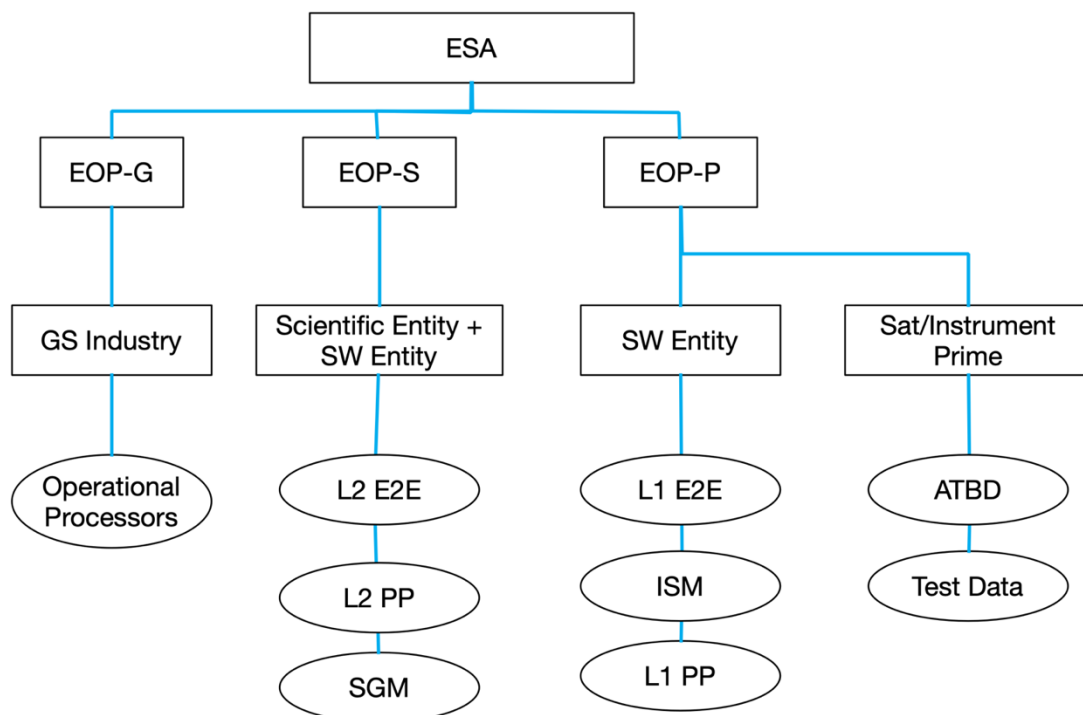 ESA
EOP-G
EOP-S
EOP-P
GS Industry
Scientific Entity +
SW Entity
SW Entity
Sat/Instrument
Prime
Operational
Processors
L2 E2E
L1 E2E
ATBD
L2 PP
ISM
Test Data
SGM
L1 PP